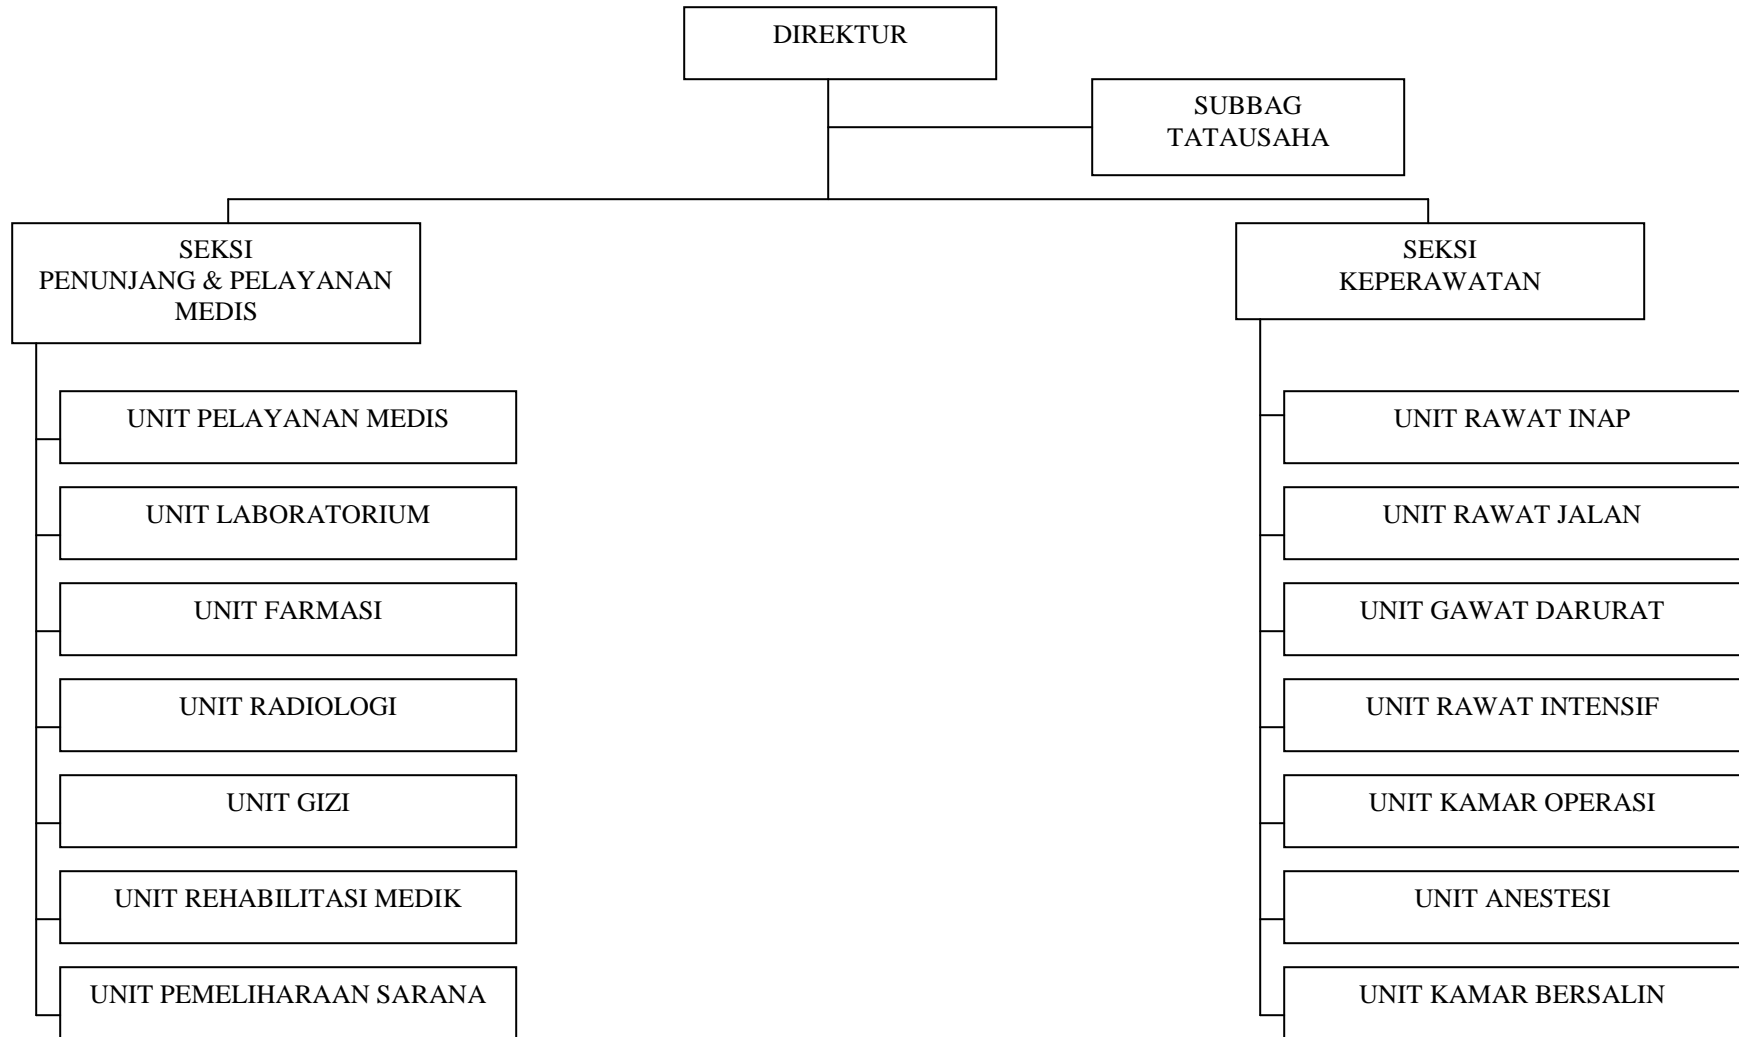 DIREKTUR
SUBBAG
TATAUSAHA
SEKSI
PENUNJANG & PELAYANAN
MEDIS
SEKSI
KEPERAWATAN
UNIT PELAYANAN MEDIS
UNIT LABORATORIUM
UNIT FARMASI
UNIT RADIOLOGI
UNIT GIZI
UNIT REHABILITASI MEDIK
UNIT PEMELIHARAAN SARANA
UNIT RAWAT INAP
UNIT RAWAT JALAN
UNIT GAWAT DARURAT
UNIT RAWAT INTENSIF
UNIT KAMAR OPERASI
UNIT ANESTESI
UNIT KAMAR BERSALIN